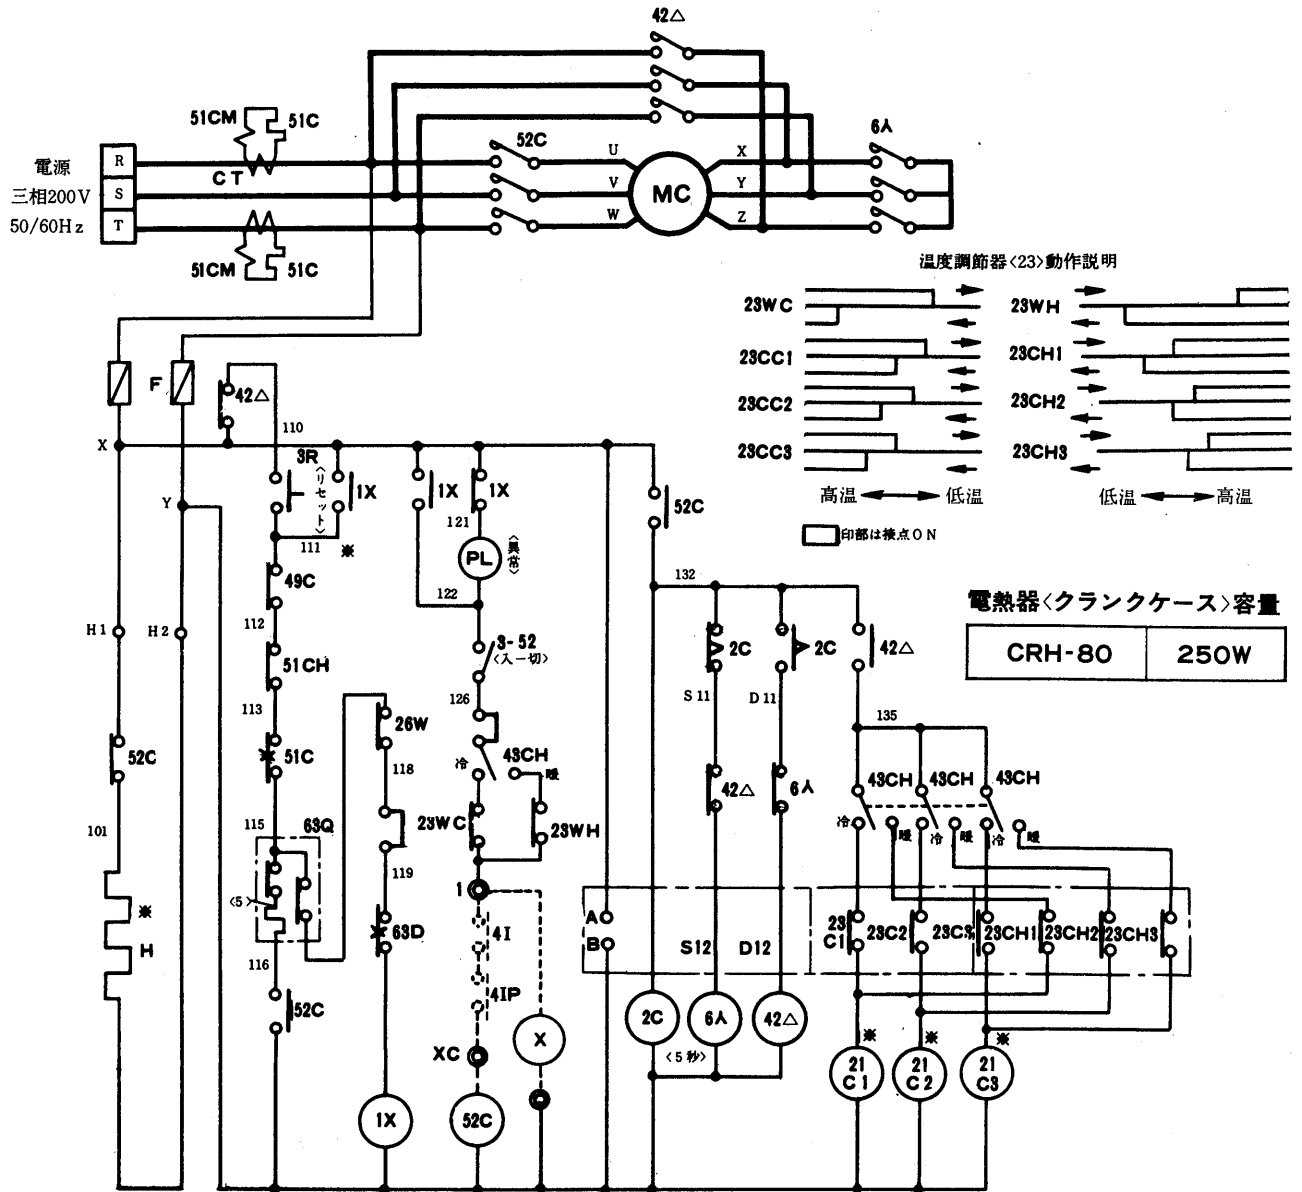 42△
51CM
51C
52C
6人
電源
三相200V
50/60Hz
R
S
T
CT
U
V
W
MC
X
Y
Z
51CM
51C
温度調節器〈23〉動作説明
23WC
23WH
23CC1
23CH1
23CC2
23CH2
23CC3
23CH3
高温
低温
低温
高温
印部は接点ON
電熱器〈クランクケース〉容量
CRH-80
250W
F
42△
110
X
Y
3R
〈リセット〉
1X
111
※
49C
112
51CH
113
51C
115
63Q
〈5〉
116
52C
H1
H2
52C
101
※
H
26W
118
119
63D
1X
1X
1X
121
PL
〈異常〉
122
3-52
〈入-切〉
126
43CH
冷
暖
23WC
23WH
1
4I
4IP
XC
X
52C
A
B
52C
132
2C
2C
42△
S11
D11
42△
6人
S12
D12
2C
6人
42△
〈5秒〉
135
43CH
43CH
43CH
冷
暖
冷
暖
冷
暖
23
C1
23C2
23C3
23CH1
23CH2
23CH3
※
※
※
21
C1
21
C2
21
C3